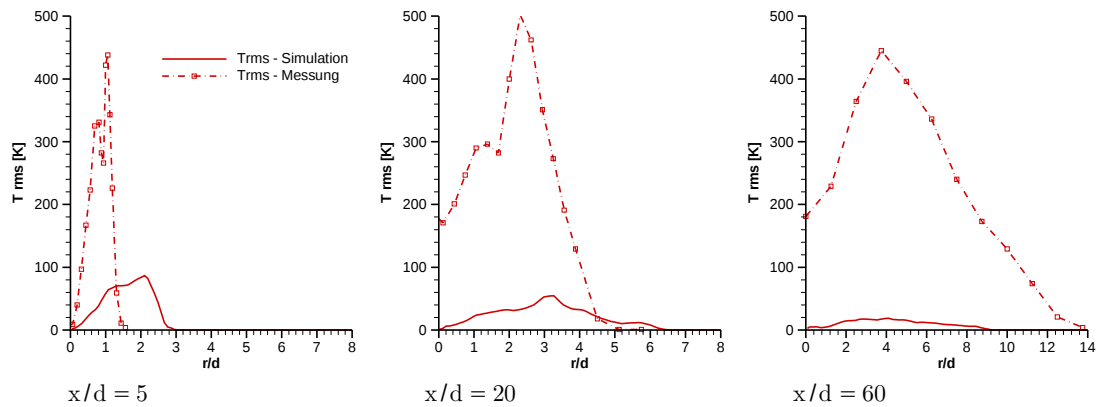 500
400
300
200
100
0
T rms [K]
0 1 2 3 4 5 6 7 8
r/d
Trms - Simulation
Trms - Messung
x/d = 5
500
400
300
200
100
0
T rms [K]
0 1 2 3 4 5 6 7 8
r/d
x/d = 20
500
400
300
200
100
0
T rms [K]
0 2 4 6 8 10 12 14
r/d
x/d = 60